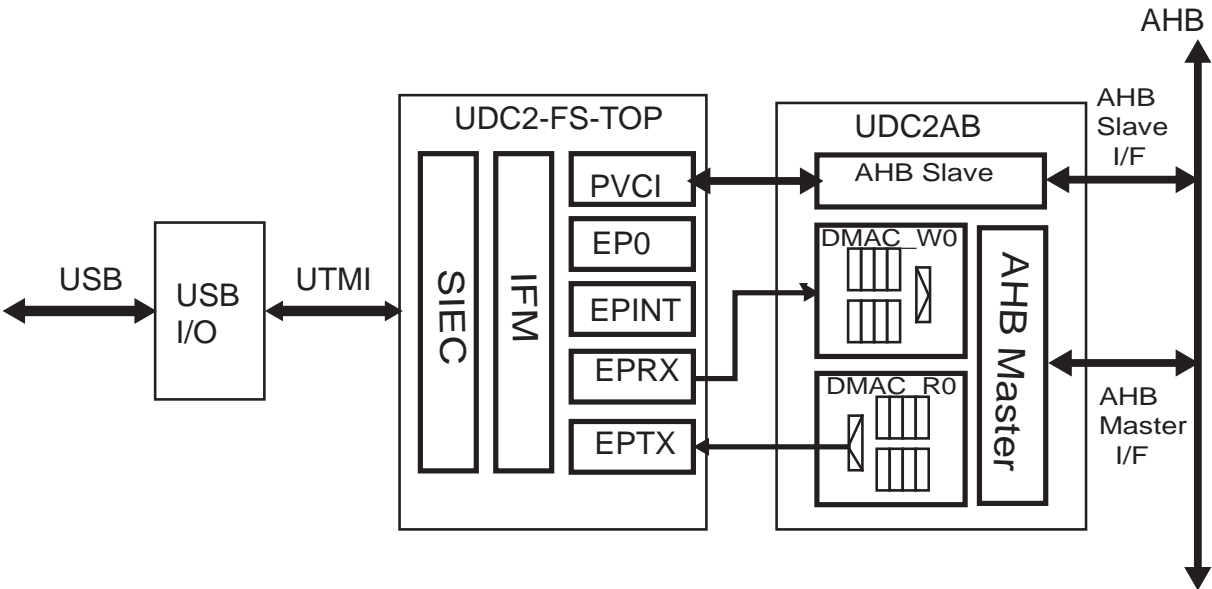 AHB
UDC2-FS-TOP
UDC2AB
AHB
Slave
I/F
PVCI
AHB Slave
EP0
DMAC_W0
USB
USB
I/O
UTMI
SIEC
IFM
EPINT
AHB Master
EPRX
DMAC_R0
AHB
Master
I/F
EPTX